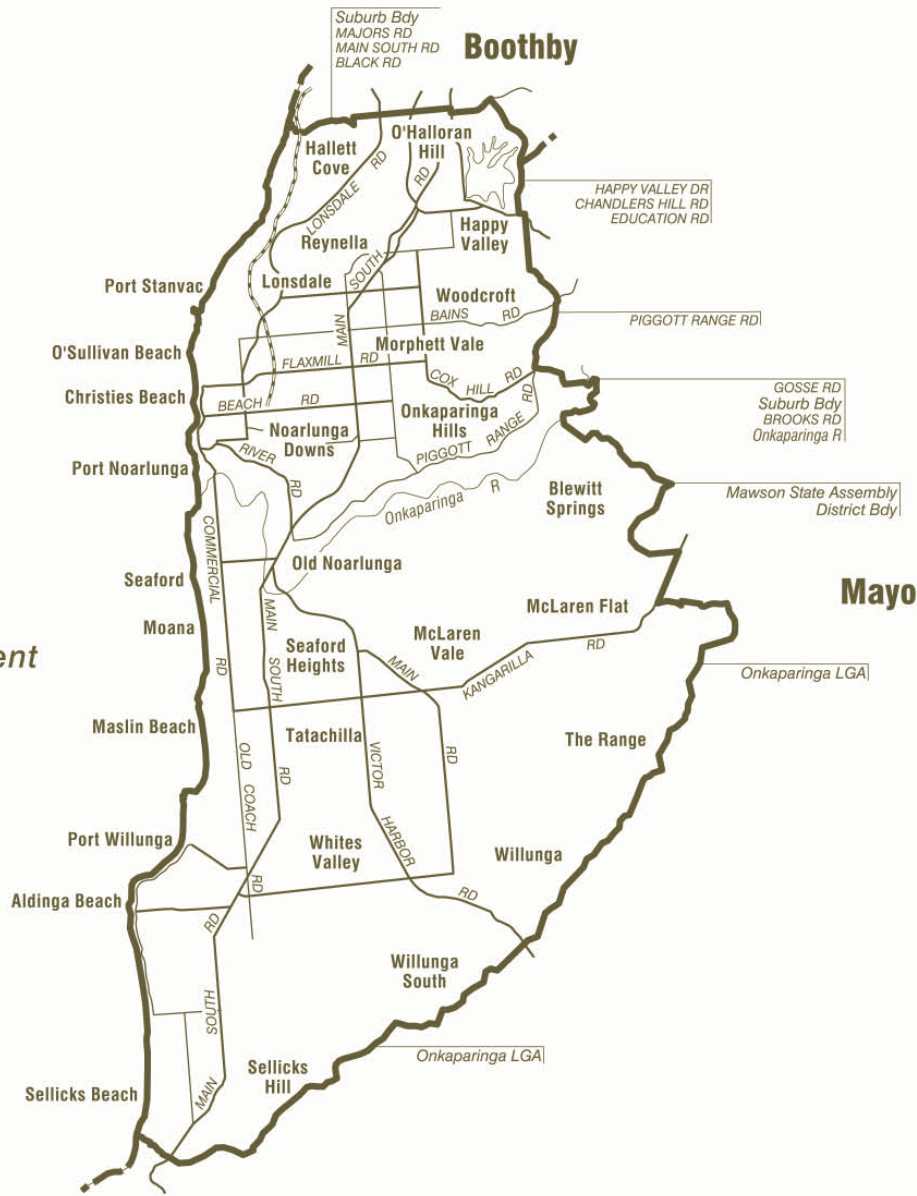 Suburb Bdy
MAJORS RD
MAIN SOUTH RD
BLACK RD
Boothby
Hallett
Cove
O'Halloran
Hill
RD
RD
LONSDALE
HAPPY VALLEY DR
CHANDLERS HILL RD
EDUCATION RD
Reynella
Happy
Valley
SOUTH
Port Stanvac
Lonsdale
Woodcroft
BAINS
RD
MAIN
PIGGOTT RANGE RD
O'Sullivan Beach
Morphett Vale
FLAXMILL
RD
COX
HILL
RD
Christies Beach
BEACH
RD
GOSSE RD
Suburb Bdy
BROOKS RD
Onkaparinga R
Onkaparinga
Hills
RD
Noarlunga
Downs
PIGGOTT
RANGE
RIVER
RD
Port Noarlunga
Onkaparinga
R
Blewitt
Springs
Mawson State Assembly
District Bdy
COMMERCIAL
RD
Old Noarlunga
Seaford
Mayo
McLaren Flat
MAIN
SOUTH
RD
Moana
Seaford
Heights
McLaren
Vale
MAIN
RD
KANGARILLA
RD
ent
Onkaparinga LGA
Maslin Beach
Tatachilla
The Range
OLD
COACH
RD
VICTOR
HARBOR
RD
Port Willunga
Whites
Valley
Willunga
Aldinga Beach
RD
Willunga
South
SOUTH
MAIN
Onkaparinga LGA
Sellicks
Hill
Sellicks Beach